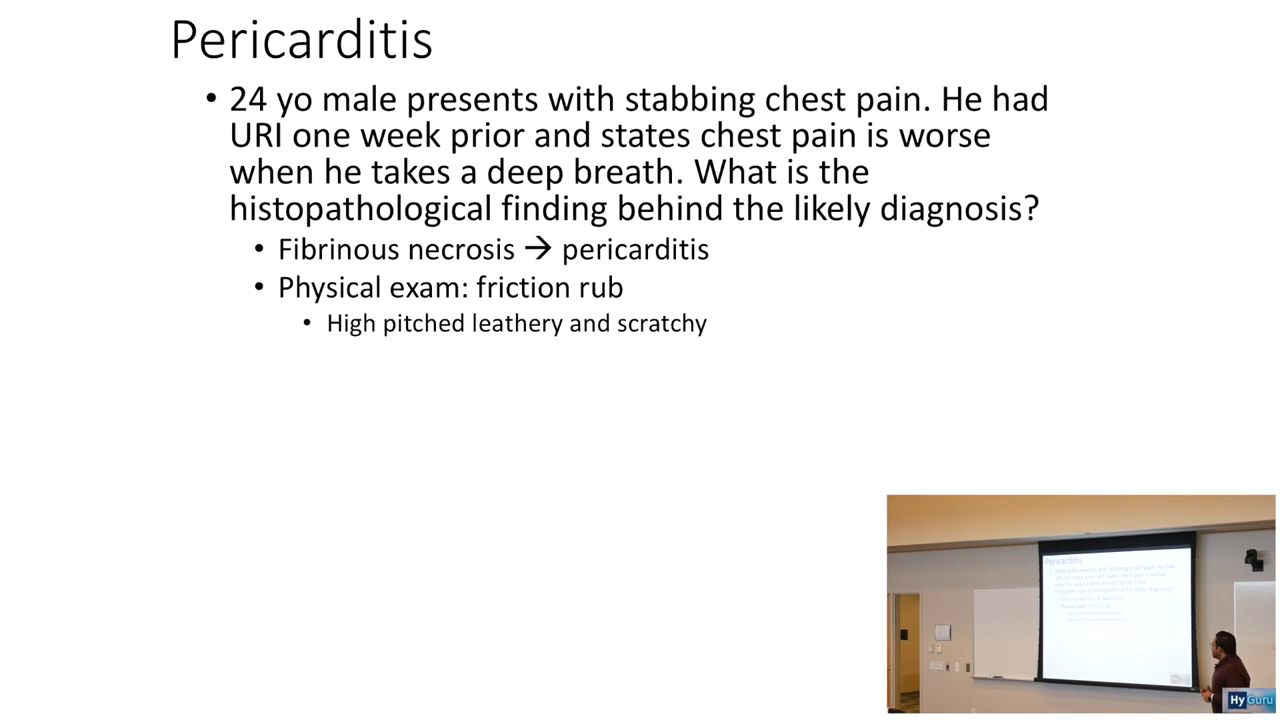 Pericarditis
• 24 yo male presents with stabbing chest pain. He had
URI one week prior and states chest pain is worse
when he takes a deep breath. What is the
histopathological finding behind the likely diagnosis?
• Fibrinous necrosis → pericarditis
• Physical exam: friction rub
• High pitched leathery and scratchy
Pericarditis
HyGuru